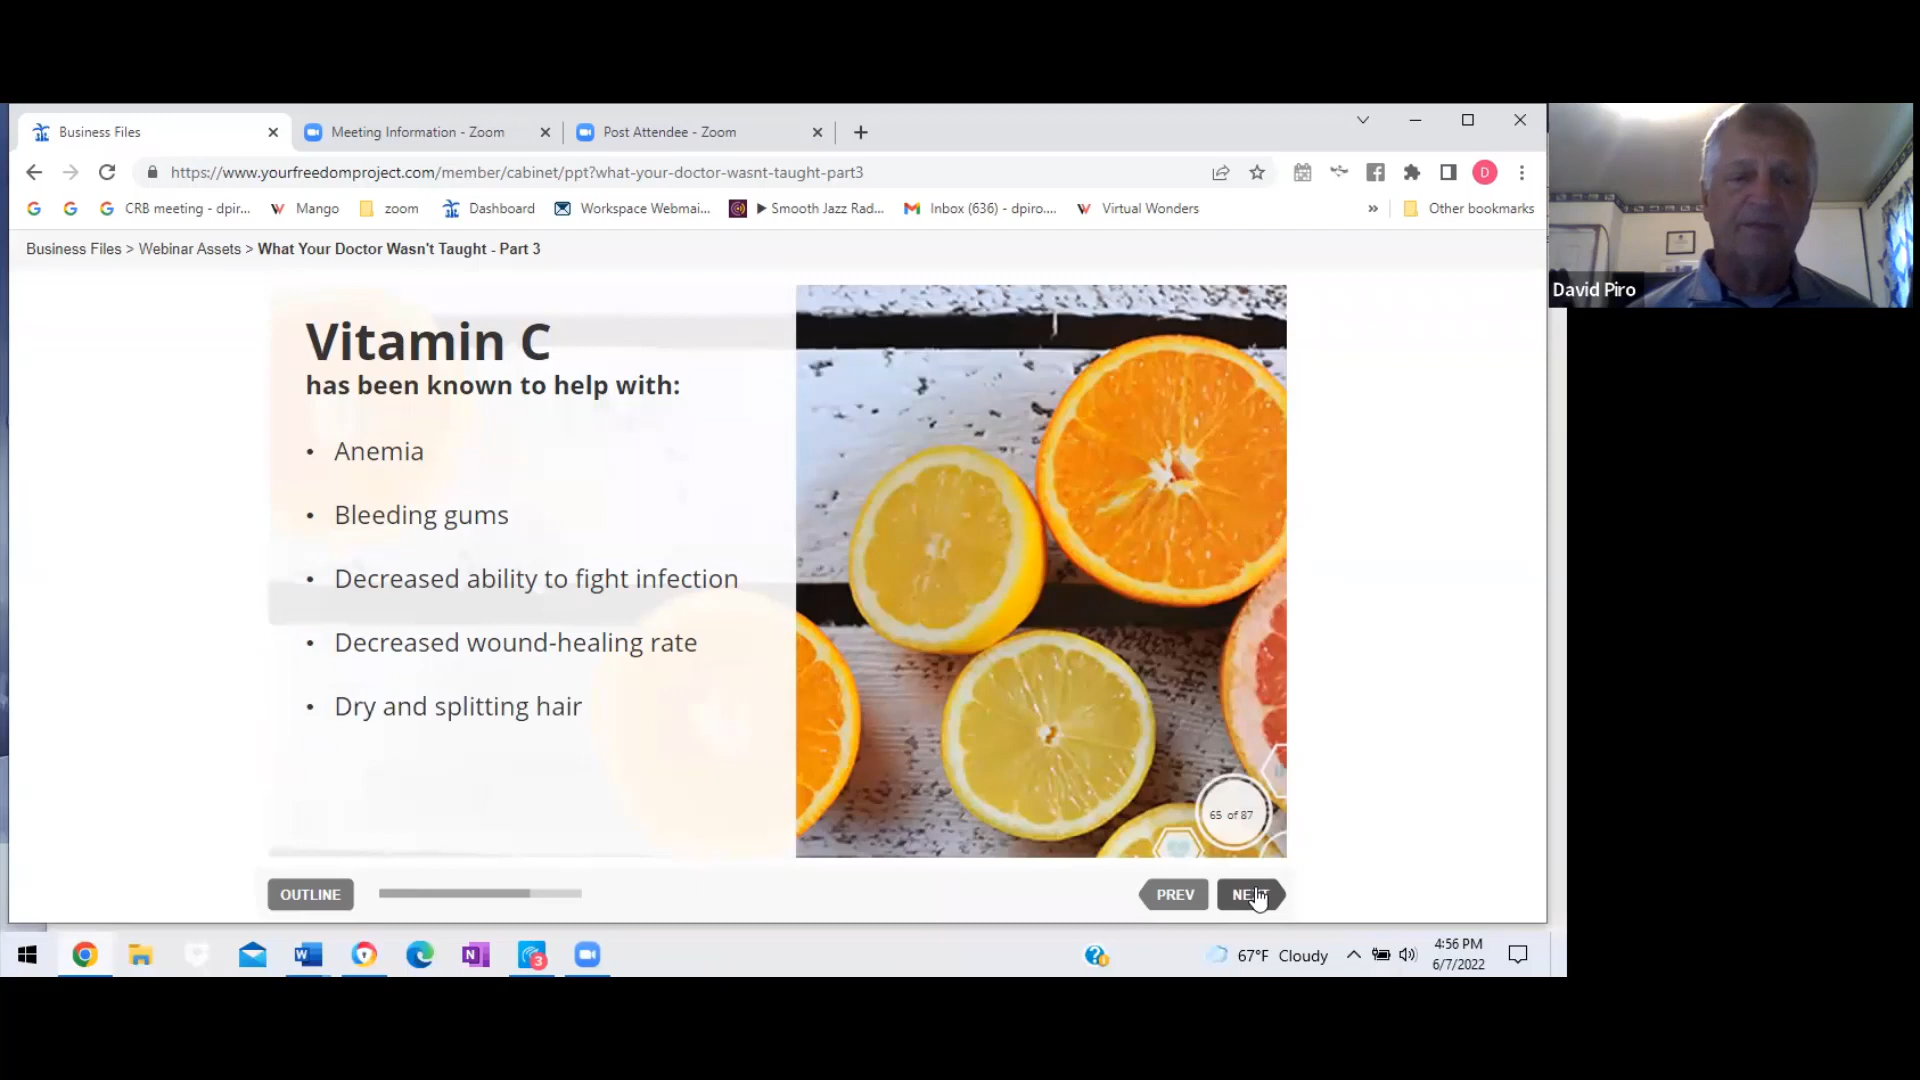 Business Files
Meeting Information - Zoom
Post Attendee - Zoom
https://www.yourfreedomproject.com/member/cabinet/ppt?what-your-doctor-wasnt-taught-part3
D
CRB meeting - dpir...
Mango
zoom
Dashboard
Workspace Webmai...
Smooth Jazz Rad...
Inbox (636) - dpiro....
Virtual Wonders
»
Other bookmarks
Business Files > Webinar Assets > What Your Doctor Wasn't Taught - Part 3
David Piro
Vitamin C
has been known to help with:
• Anemia
• Bleeding gums
• Decreased ability to fight infection
• Decreased wound-healing rate
• Dry and splitting hair
65 of 87
OUTLINE
PREV
67°F Cloudy
4:56 PM
6/7/2022